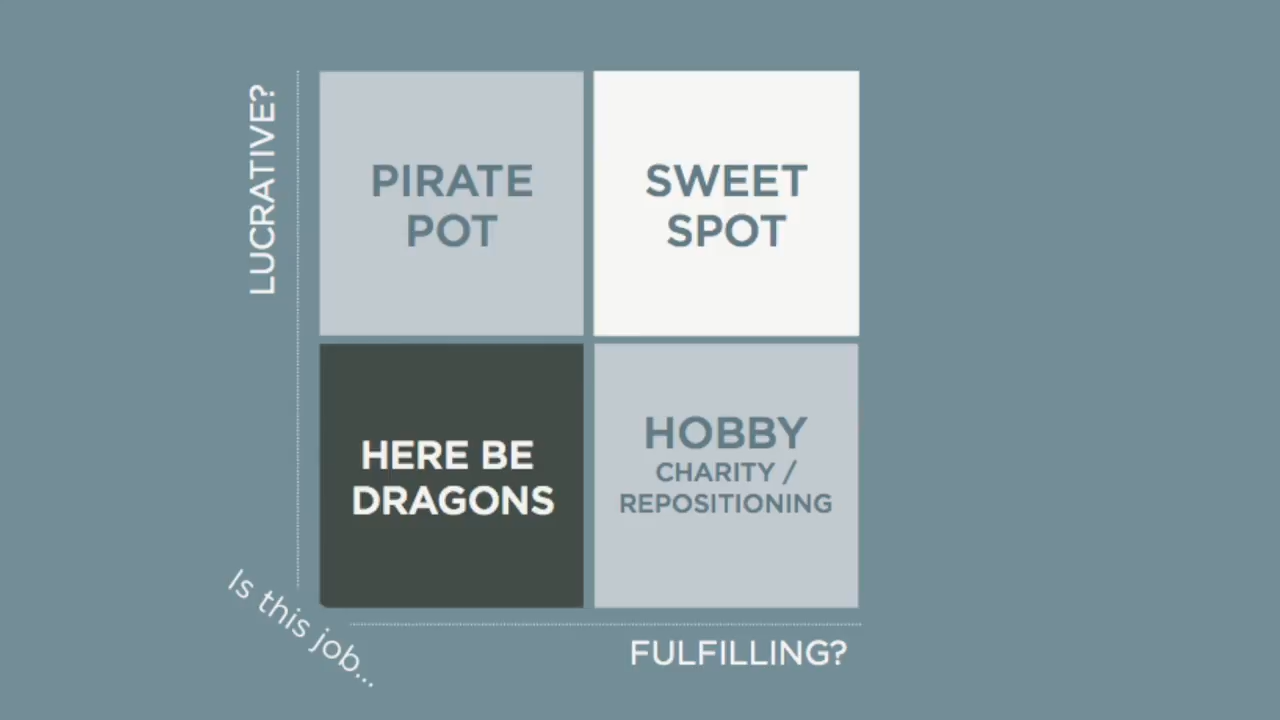 LUCRATIVE?
PIRATE
POT
SWEET
SPOT
HERE BE
DRAGONS
HOBBY
CHARITY /
REPOSITIONING
Is this job...
FULFILLING?